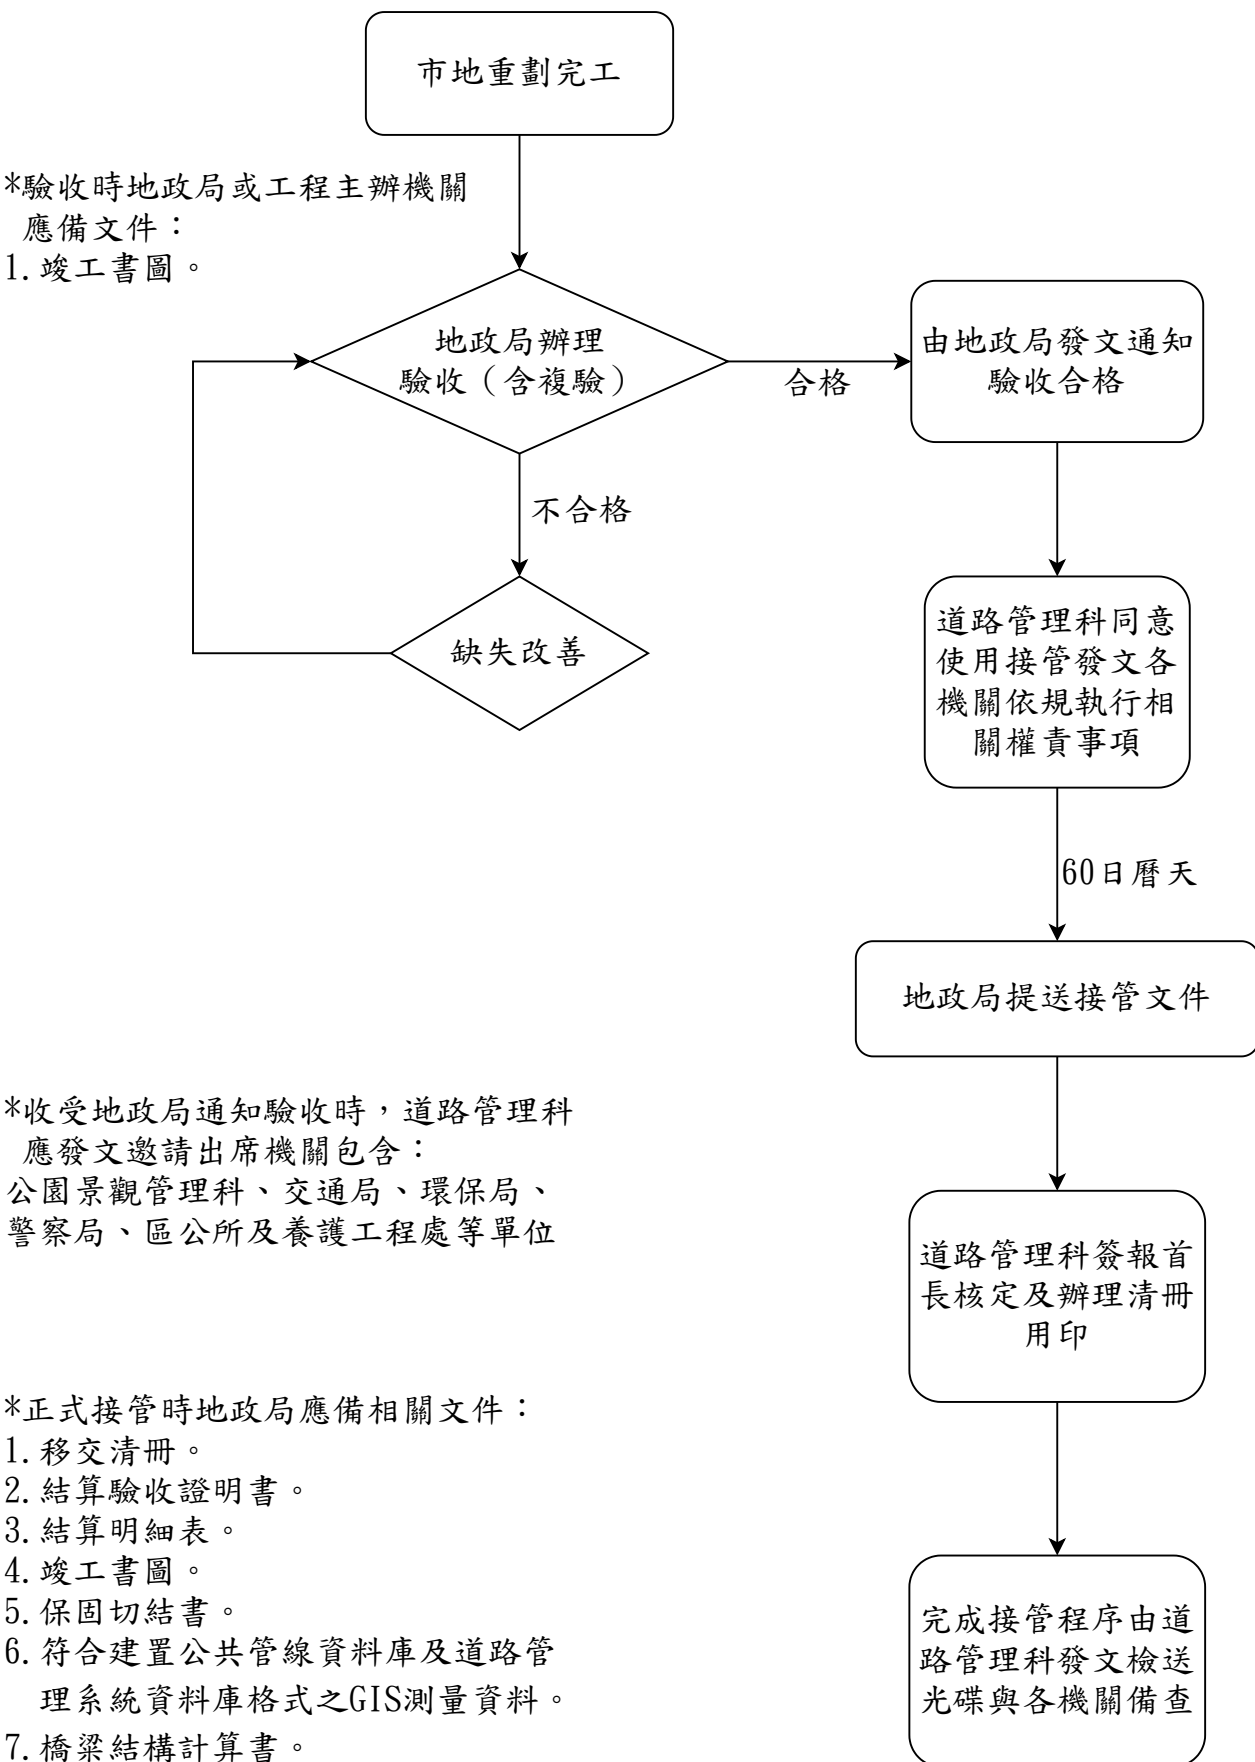 市地重劃完工
*驗收時地政局或工程主辦機關
應備文件：
1.竣工書圖。
地政局辦理
驗收（含複驗）
合格
由地政局發文通知
驗收合格
不合格
缺失改善
道路管理科同意
使用接管發文各
機關依規執行相
關權責事項
60日曆天
地政局提送接管文件
*收受地政局通知驗收時，道路管理科
應發文邀請出席機關包含：
公園景觀管理科、交通局、環保局、
警察局、區公所及養護工程處等單位
道路管理科簽報首
長核定及辦理清冊
用印
*正式接管時地政局應備相關文件：
1.移交清冊。
2.結算驗收證明書。
3.結算明細表。
4.竣工書圖。
5.保固切結書。
6.符合建置公共管線資料庫及道路管
理系統資料庫格式之GIS測量資料。
7.橋梁結構計算書。
完成接管程序由道
路管理科發文檢送
光碟與各機關備查